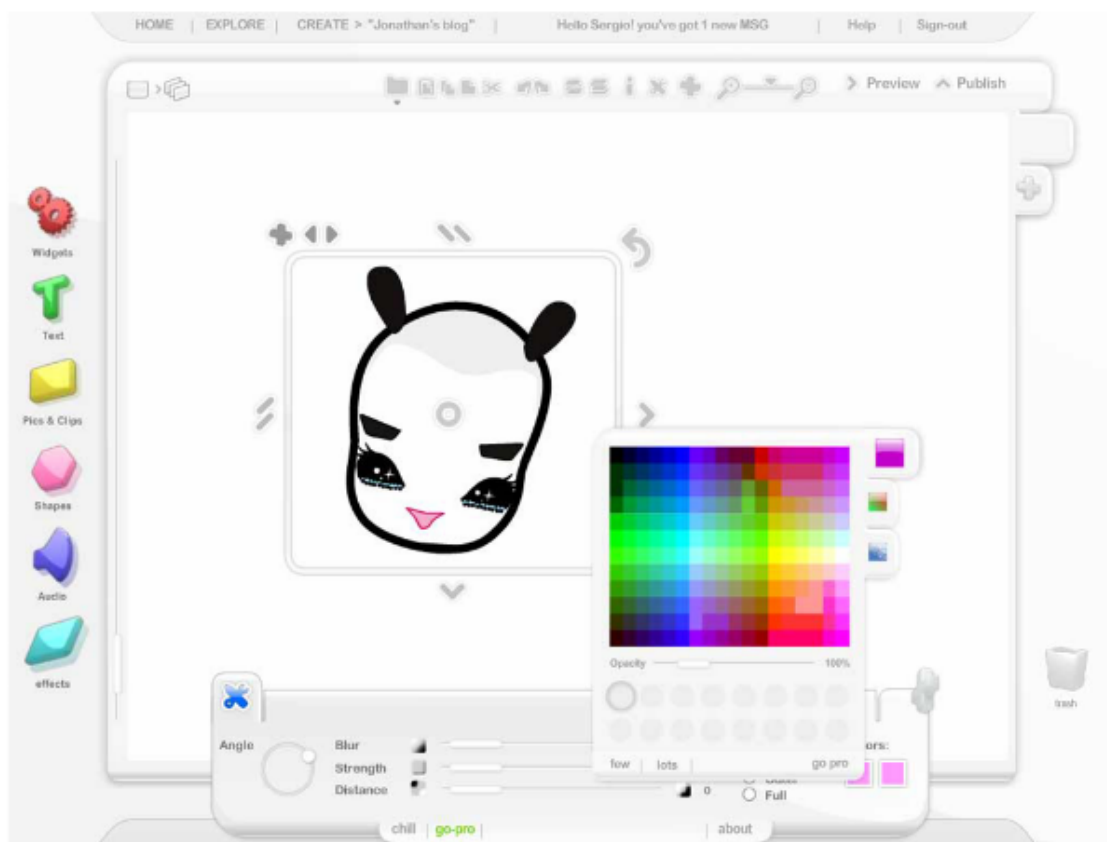 HOME | EXPLORE | CREATE > "Jonathan's blog" | Hello Sergio! you've got 1 new MSG | Help | Sign-out
> Preview ^ Publish
Widgets
Text
Pics & Clips
Shapes
Audio
effects
Opacity 100%
trash
Angle
Blur
Strength
Distance 0
Full
few | lots | go pro
chill | go-pro | about